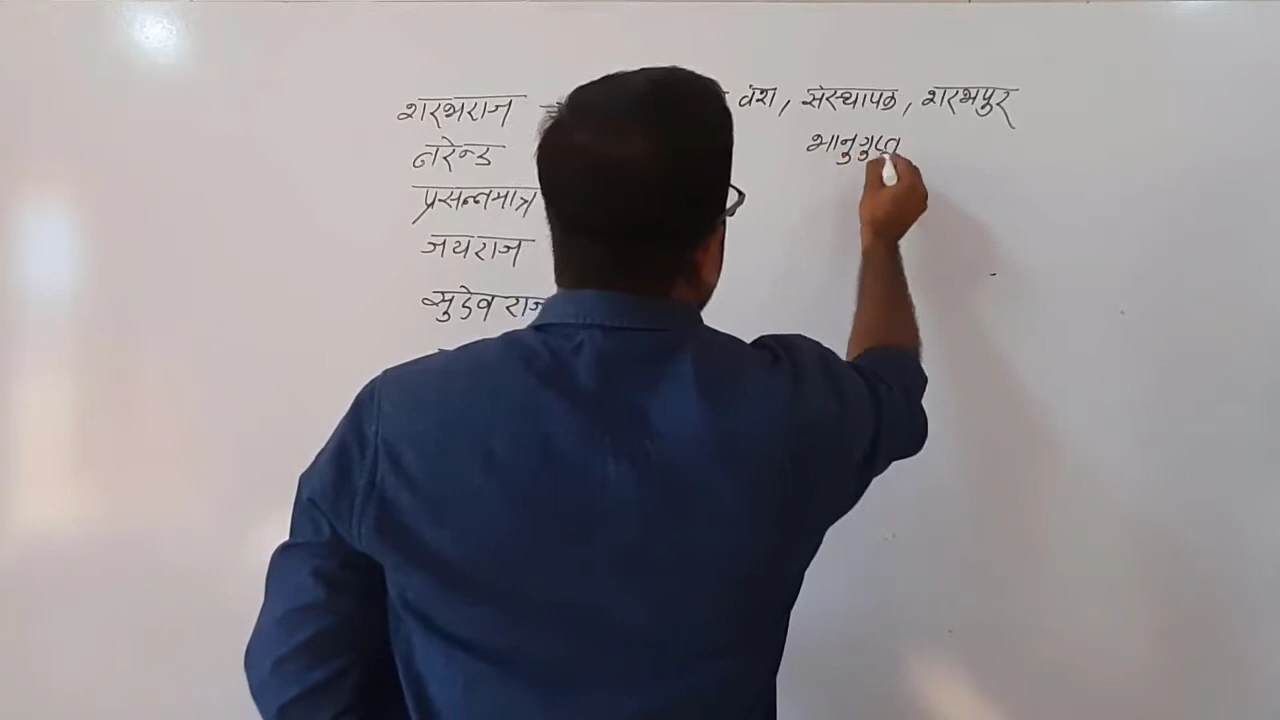 शरभराज वंश, संस्थापक, शरभपुर
भानुगुप्त
नरेन्द्र
प्रसन्नमात्र
जयराज
सुदेवराज